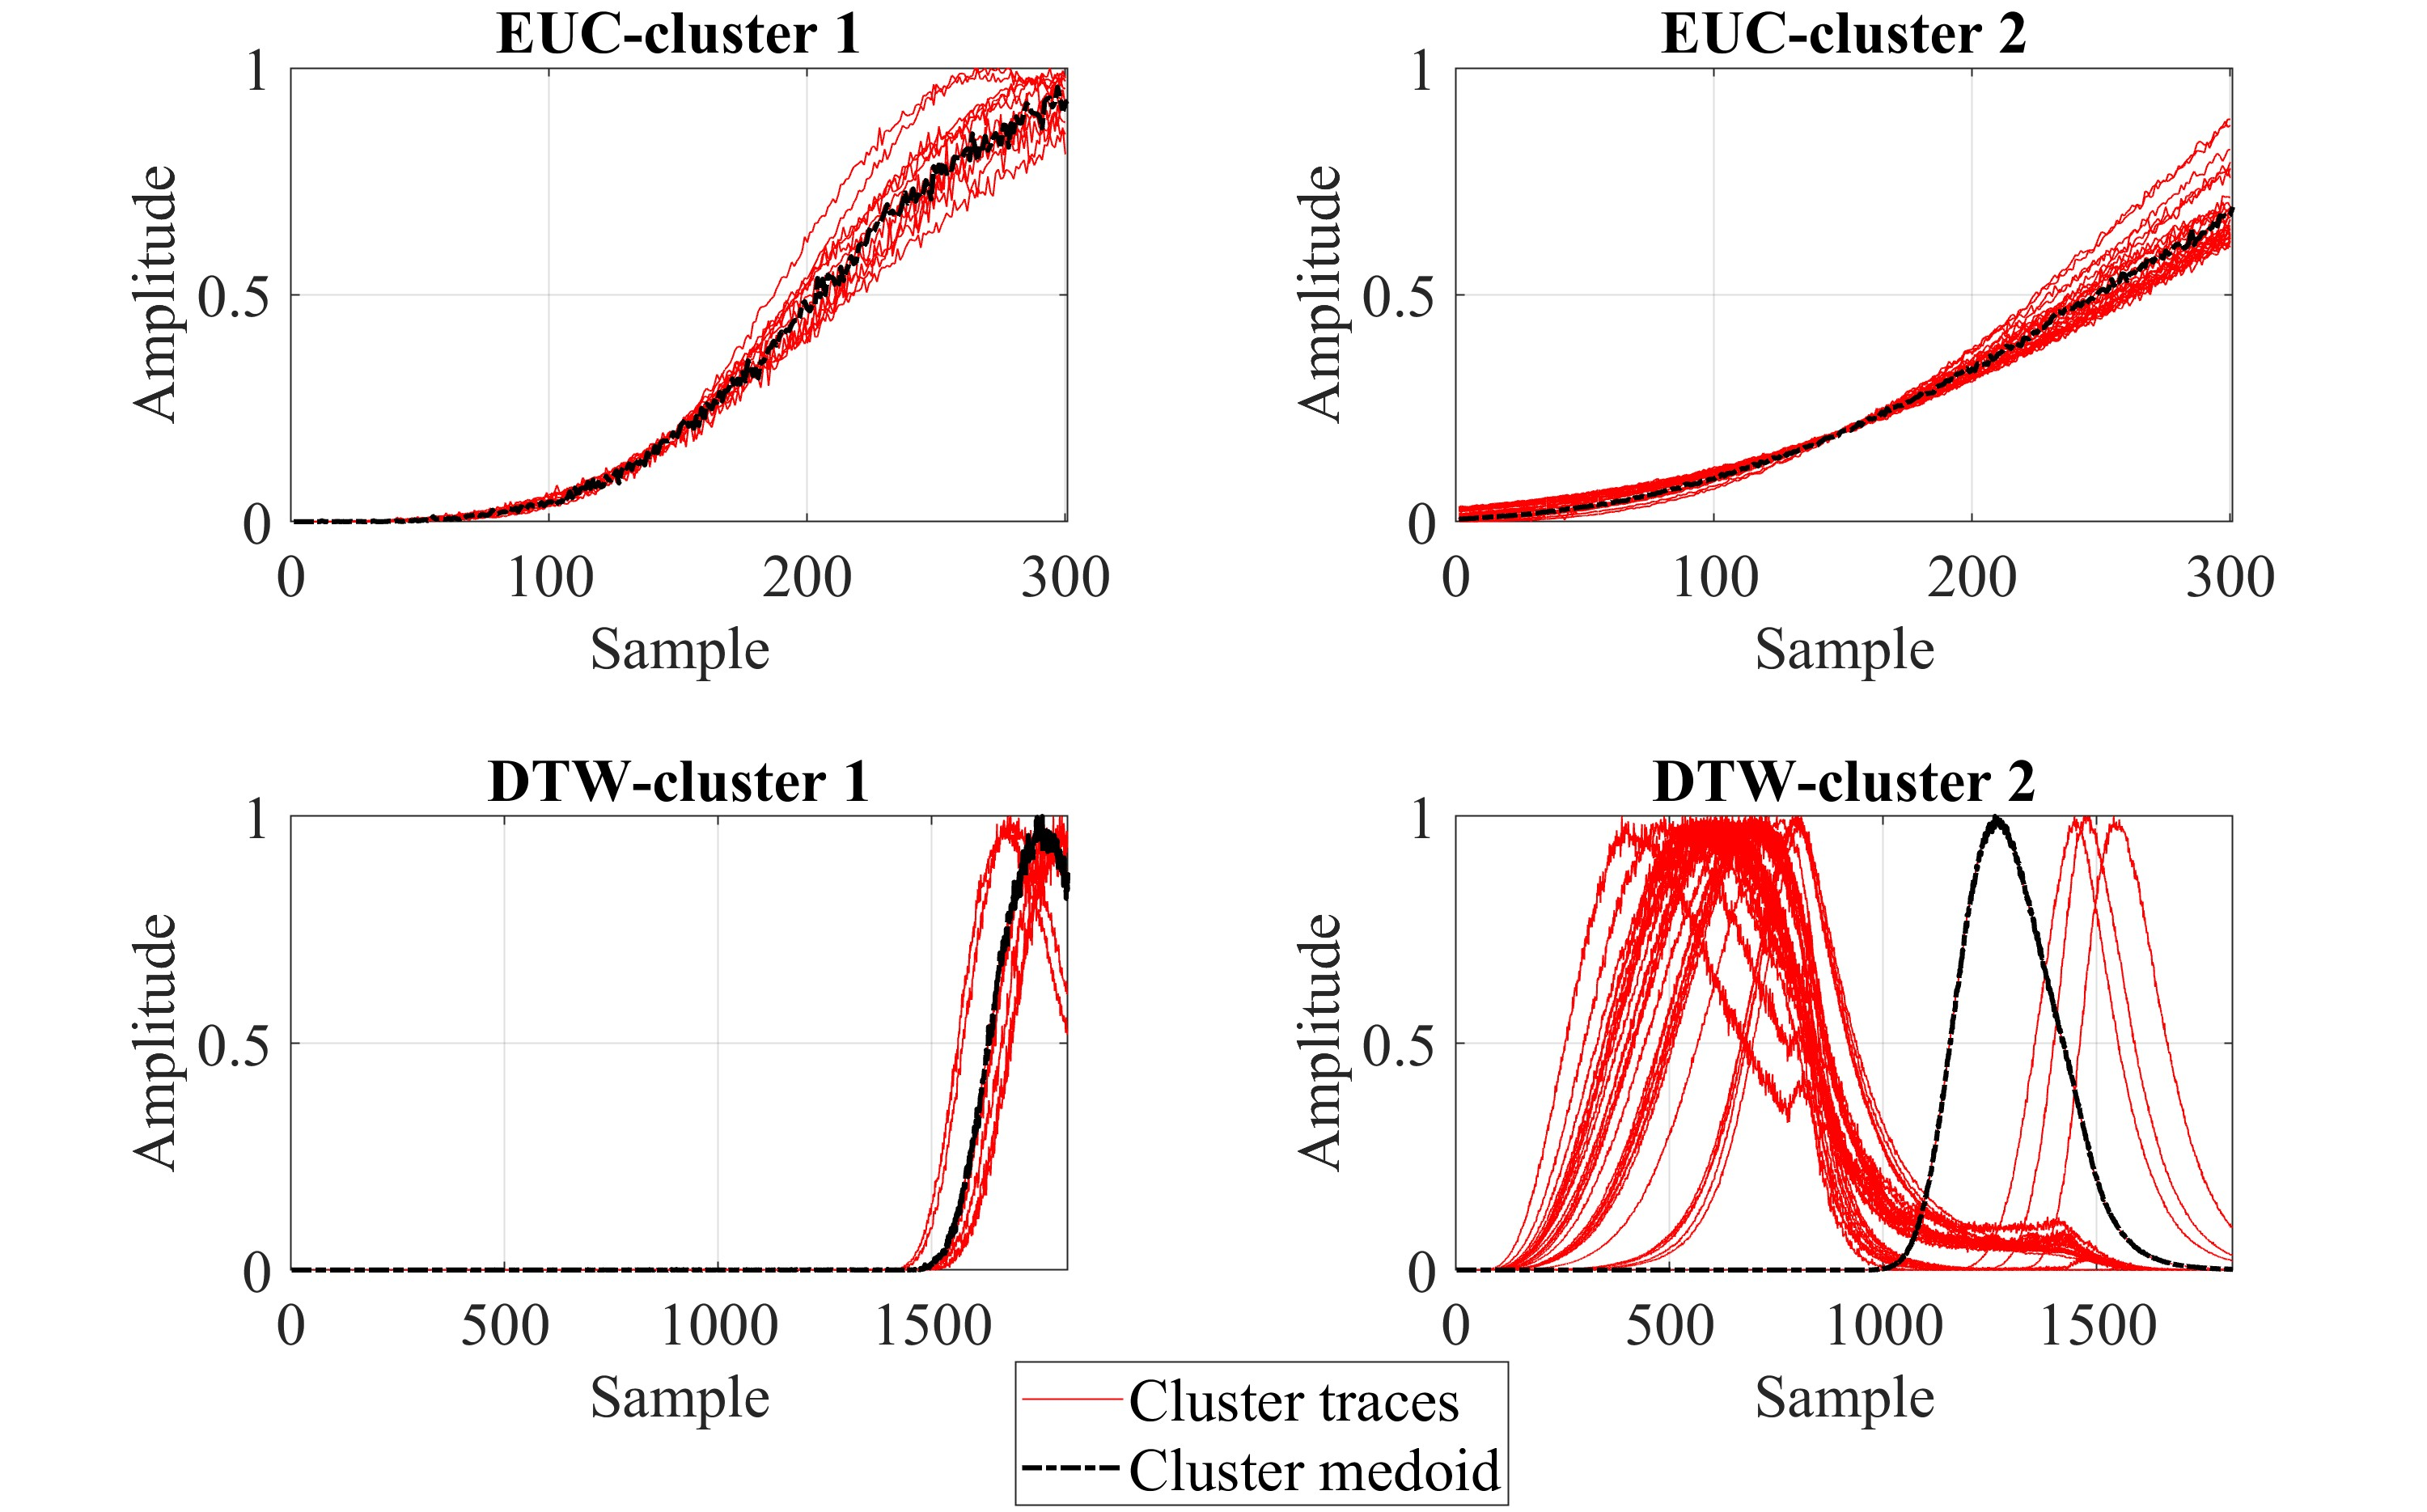 EUC-cluster 1
EUC-cluster 2
1
0.5
0
Amplitude
0 100 200 300
Sample
1
0.5
0
Amplitude
0 100 200 300
Sample
DTW-cluster 1
DTW-cluster 2
1
0.5
0
Amplitude
0 500 1000 1500
Sample
1
0.5
0
Amplitude
0 500 1000 1500
Sample
Cluster traces
Cluster medoid